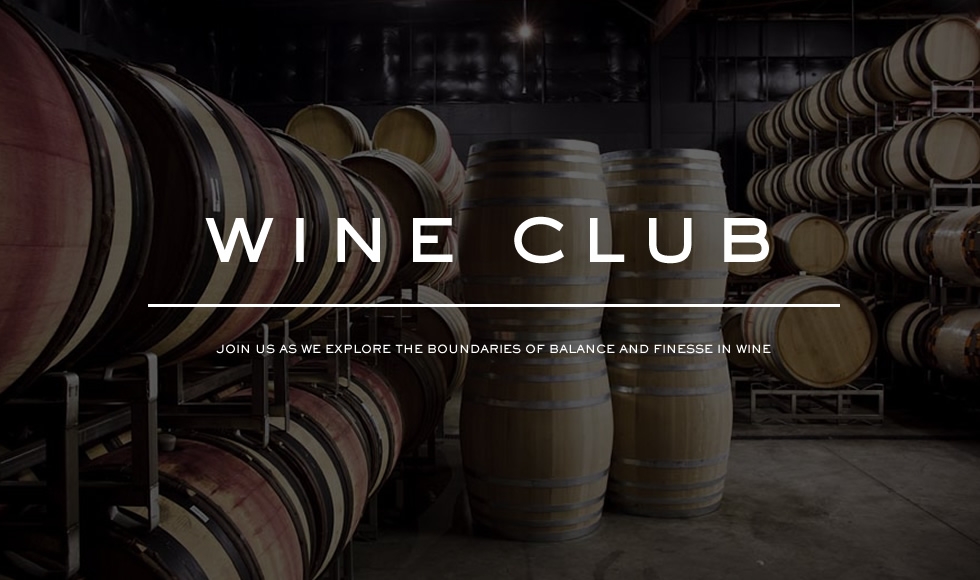 WINE CLUB
JOIN US AS WE EXPLORE THE BOUNDARIES OF BALANCE AND FINESSE IN WINE